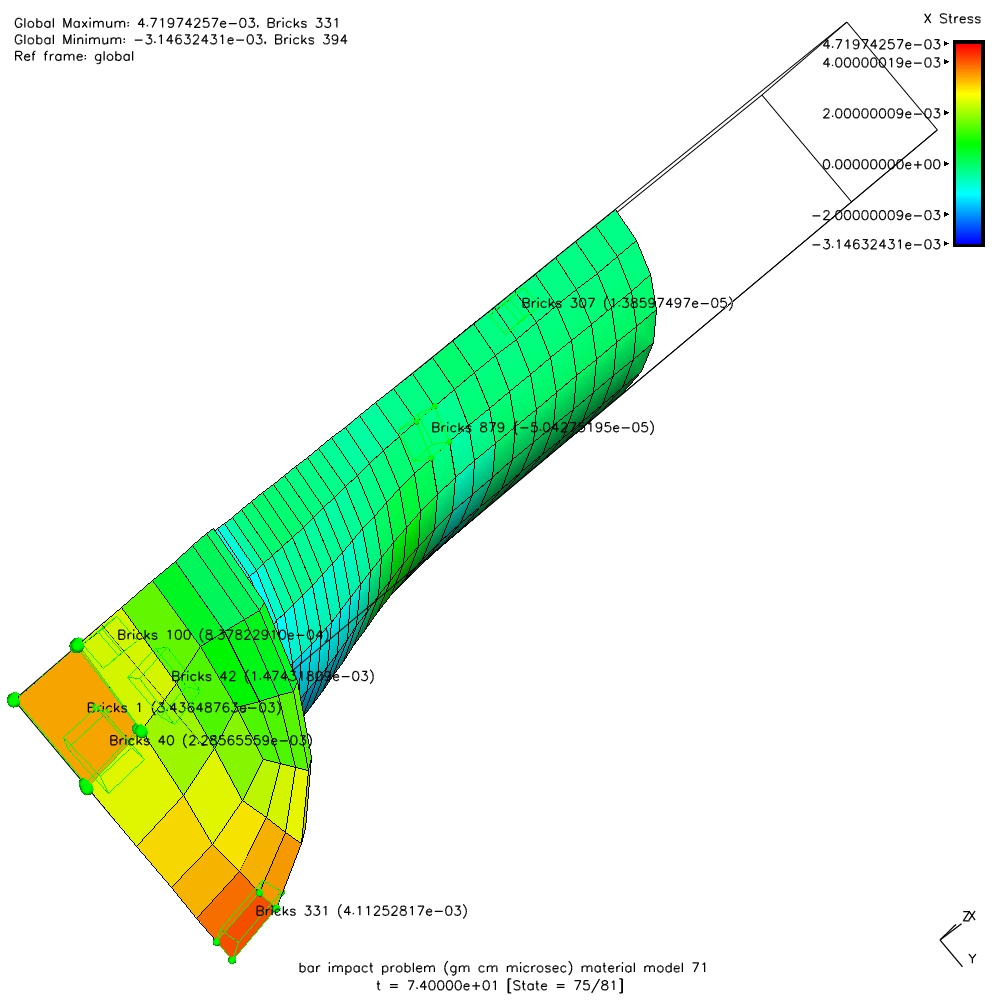 Global Maximum: 4.71974257e-03, Bricks 331
Global Minimum: -3.14632431e-03, Bricks 394
Ref frame: global
X Stress
4.71974257e-03
4.00000019e-03
2.00000009e-03
0.00000000e+00
-2.00000009e-03
-3.14632431e-03
Bricks 307 (1.38597497e-05)
Bricks 879 (-5.04275195e-05)
Bricks 100 (8.37822910e-04)
Bricks 42 (1.47431809e-03)
Bricks 1 (3.43648763e-03)
Bricks 40 (2.28565559e-03)
Bricks 331 (4.11252817e-03)
ZX
Y
bar impact problem (gm cm microsec) material model 71
t = 7.40000e+01 [State = 75/81]